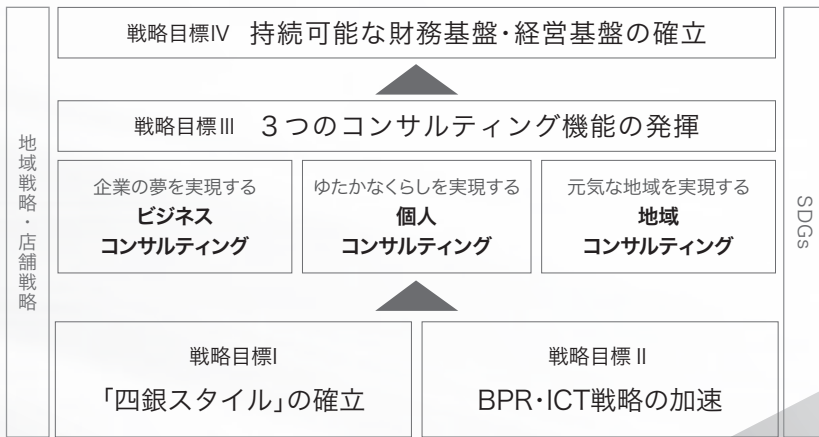 戦略目標Ⅳ 持続可能な財務基盤・経営基盤の確立
戦略目標Ⅲ 3つのコンサルティング機能の発揮
企業の夢を実現する
ビジネス
コンサルティング
ゆたかなくらしを実現する
個人
コンサルティング
元気な地域を実現する
地域
コンサルティング
戦略目標Ⅰ
「四銀スタイル」の確立
戦略目標Ⅱ
BPR・ICT戦略の加速
地域戦略・店舗戦略
SDGs